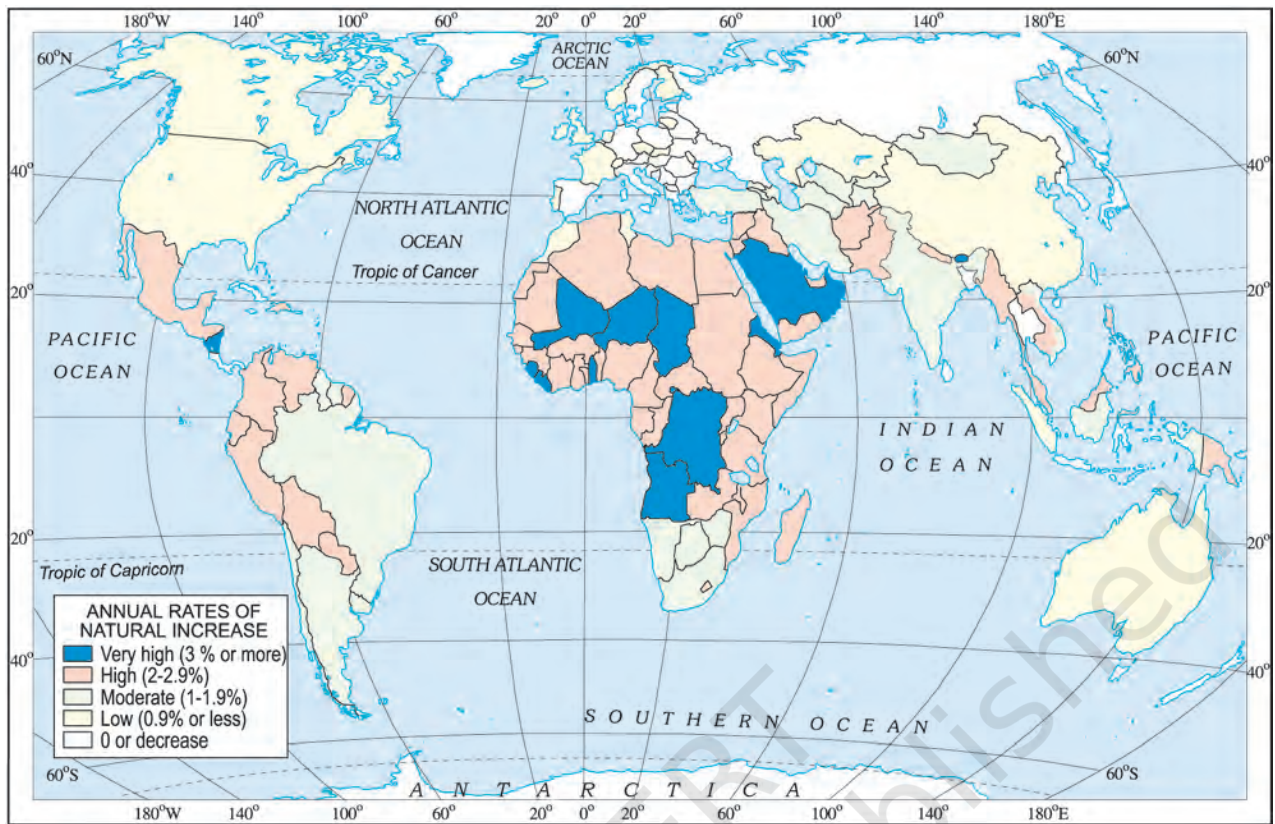 180°W 140° 100° 20° 0° 20° 60° 100° 140° 180°E
ARCTIC
OCEAN
60°N
60°N
40°
40°
NORTH ATLANTIC
OCEAN
Tropic of Cancer
20°
20°
PACIFIC
OCEAN
PACIFIC
OCEAN
INDIAN
OCEAN
20°
20°
Tropic of Capricorn
SOUTH ATLANTIC
OCEAN
ANNUAL RATES OF
NATURAL INCREASE
Very high (3 % or more)
High (2-2.9%)
Moderate (1-1.9%)
Low (0.9% or less)
0 or decrease
40°
40°
SOUTHERN OCEAN
60°S
60°S
ANTARCTICA
180°W 140° 100° 20° 0° 20° 60° 100° 140° 180°E